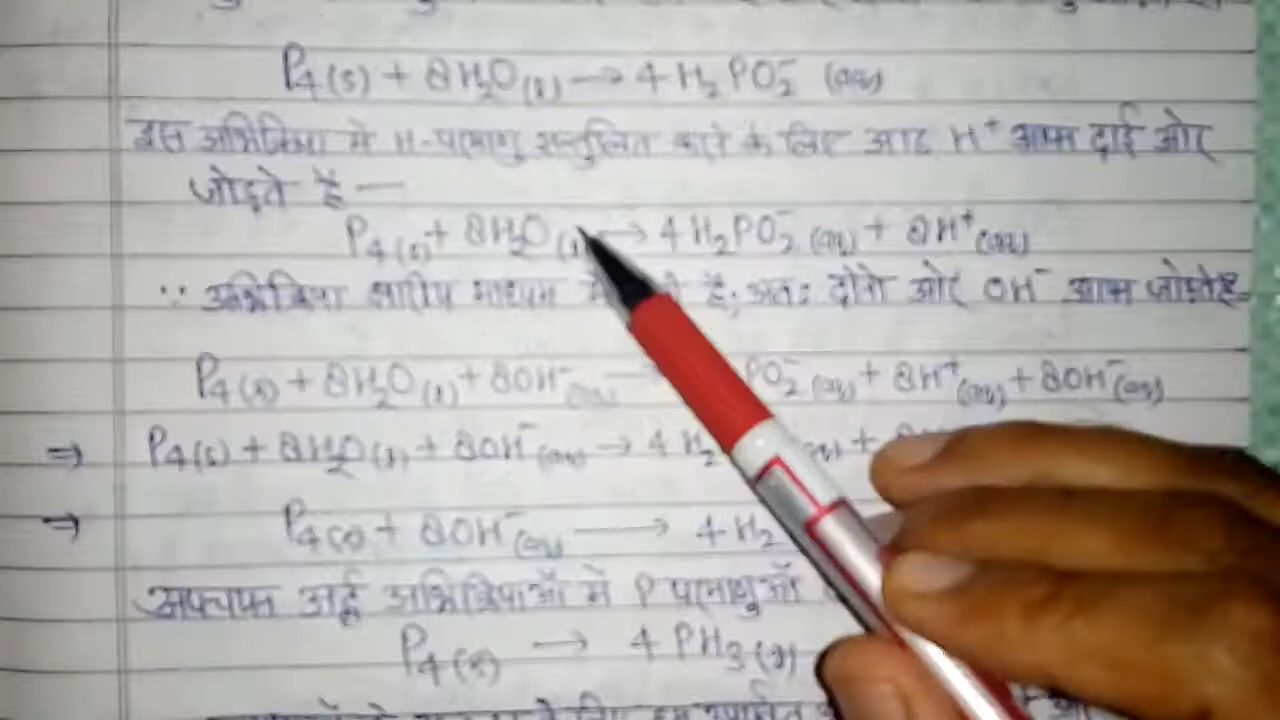 P₄(s) + 8H₂O(l) → 4H₂PO₂⁻ (aq)
इस अभिक्रिया में H-परमाणु सन्तुलित करने के लिए आठ H⁺ आयन दाईं ओर
जोड़ते हैं —
P₄(s) + 8H₂O(l) → 4H₂PO₂⁻ (aq) + 8H⁺ (aq)
∵ अभिक्रिया क्षारीय माध्यम में है, अतः दोनों ओर OH⁻ आयन जोड़ते हैं
P₄(s) + 8H₂O(l) + 8OH⁻(aq) PO₂⁻(aq) + 8H⁺(aq) + 8OH⁻(aq)
⇒ P₄(s) + 8H₂O(l) + 8OH⁻(aq) → 4H₂ (aq) +
⇒ P₄(s) + 8OH⁻(aq) → 4H₂
अपचयन अर्द्ध अभिक्रियाओं में P परमाणुओं
P₄(s) → 4PH₃(g)